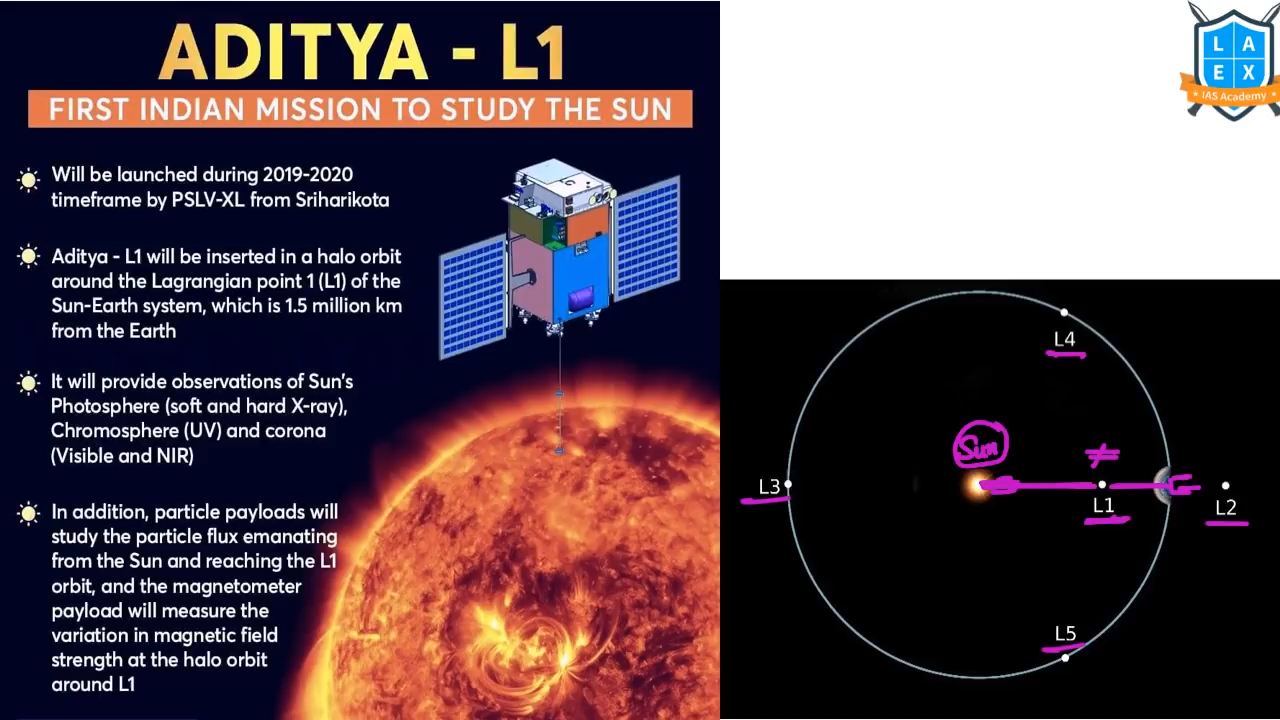 ADITYA - L1
FIRST INDIAN MISSION TO STUDY THE SUN
Will be launched during 2019-2020
timeframe by PSLV-XL from Sriharikota
Aditya - L1 will be inserted in a halo orbit
around the Lagrangian point 1 (L1) of the
Sun-Earth system, which is 1.5 million km
from the Earth
It will provide observations of Sun's
Photosphere (soft and hard X-ray),
Chromosphere (UV) and corona
(Visible and NIR)
In addition, particle payloads will
study the particle flux emanating
from the Sun and reaching the L1
orbit, and the magnetometer
payload will measure the
variation in magnetic field
strength at the halo orbit
around L1
L A
E X
IAS Academy
L4
Sun
L3
L1
L2
L5